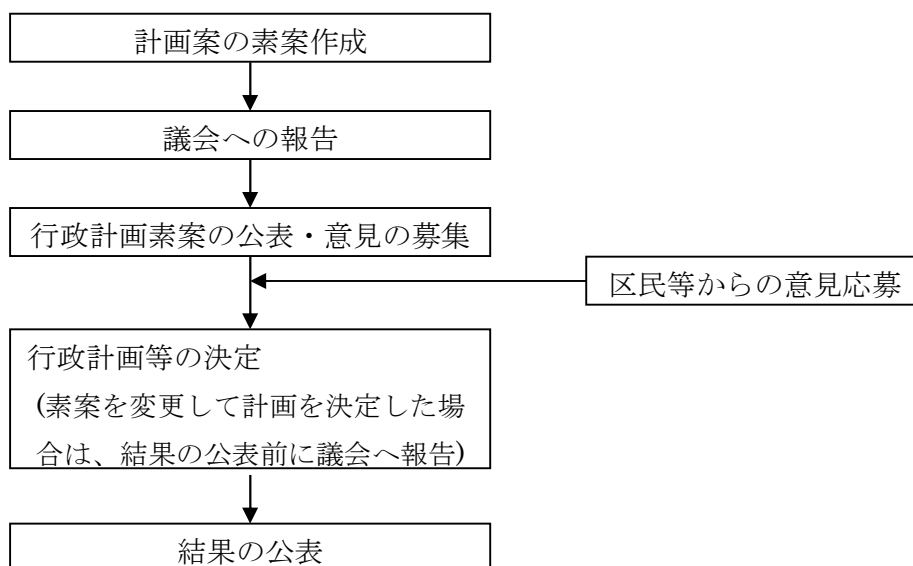 計画案の素案作成
議会への報告
行政計画素案の公表・意見の募集
区民等からの意見応募
行政計画等の決定
(素案を変更して計画を決定した場
合は、結果の公表前に議会へ報告)
結果の公表